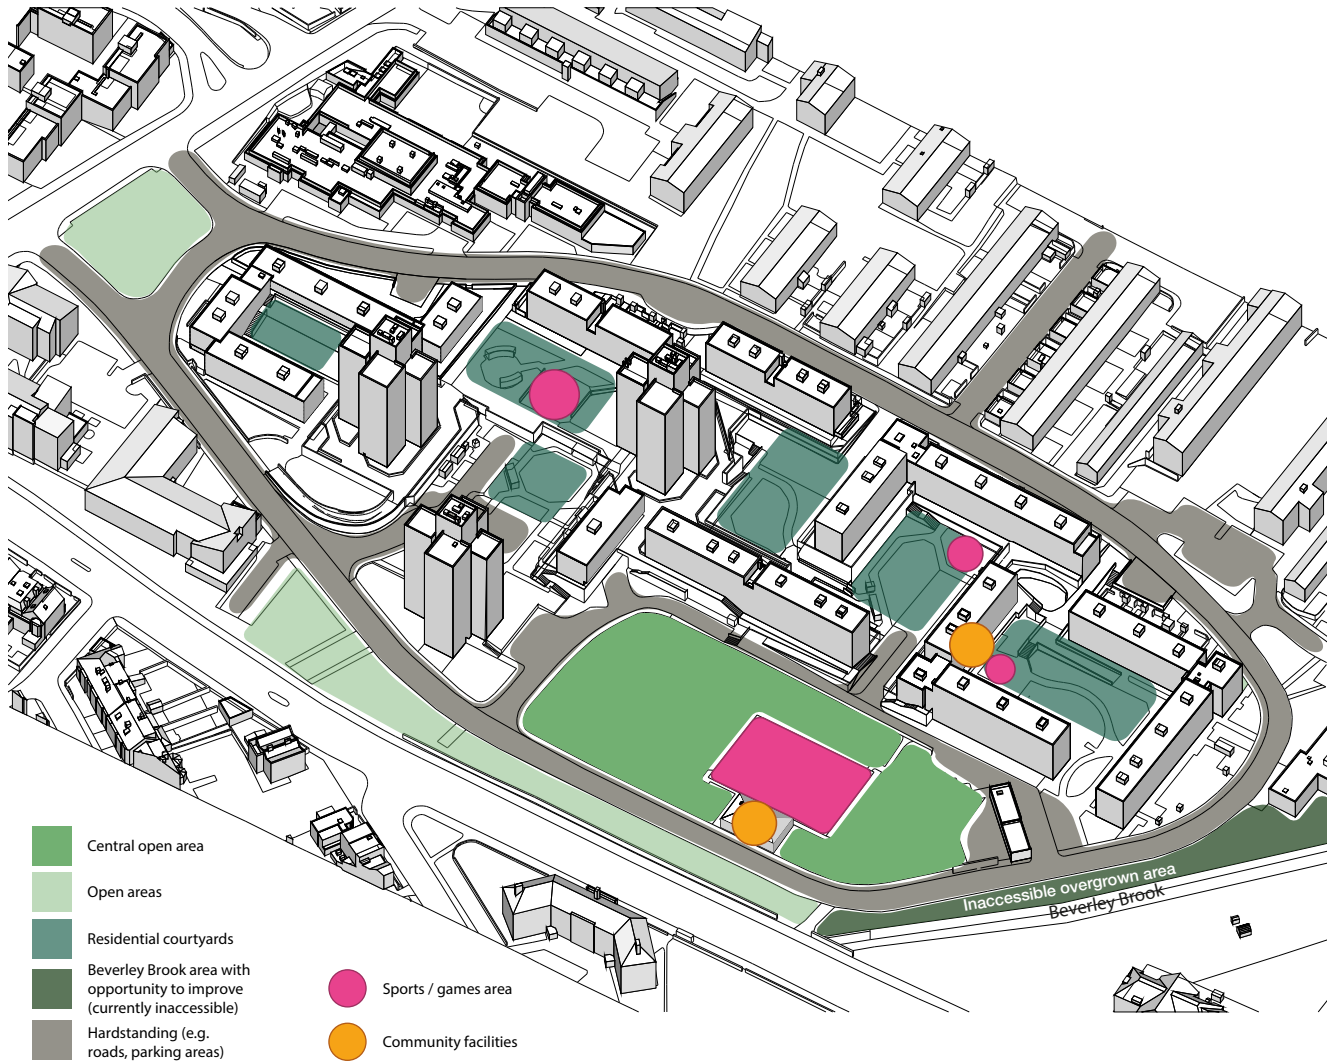 Inaccessible overgrown area
Beverley Brook
Central open area
Open areas
Residential courtyards
Beverley Brook area with
opportunity to improve
(currently inaccessible)
Hardstanding (e.g.
roads, parking areas)
Sports / games area
Community facilities